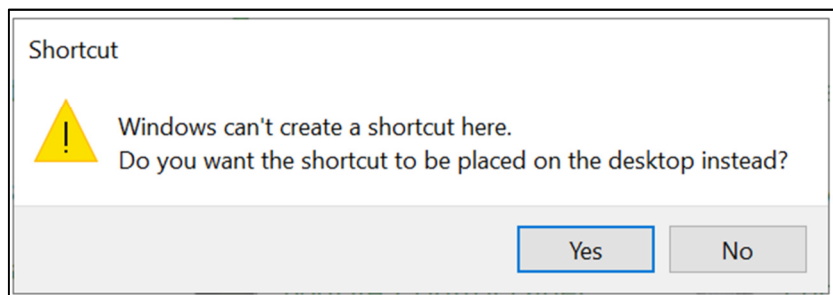 Shortcut
Windows can't create a shortcut here.
Do you want the shortcut to be placed on the desktop instead?
Yes
No